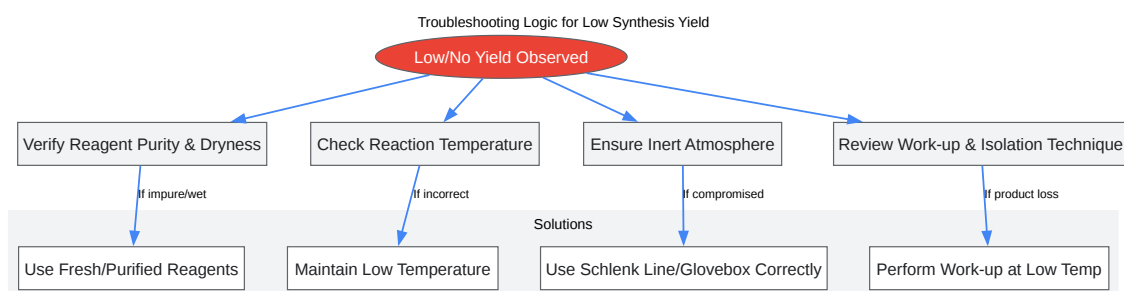 Troubleshooting Logic for Low Synthesis Yield
Low/No Yield Observed
Verify Reagent Purity & Dryness
Check Reaction Temperature
Ensure Inert Atmosphere
Review Work-up & Isolation Technique
If impure/wet
If incorrect
If compromised
If product loss
Solutions
Use Fresh/Purified Reagents
Maintain Low Temperature
Use Schlenk Line/Glovebox Correctly
Perform Work-up at Low Temp